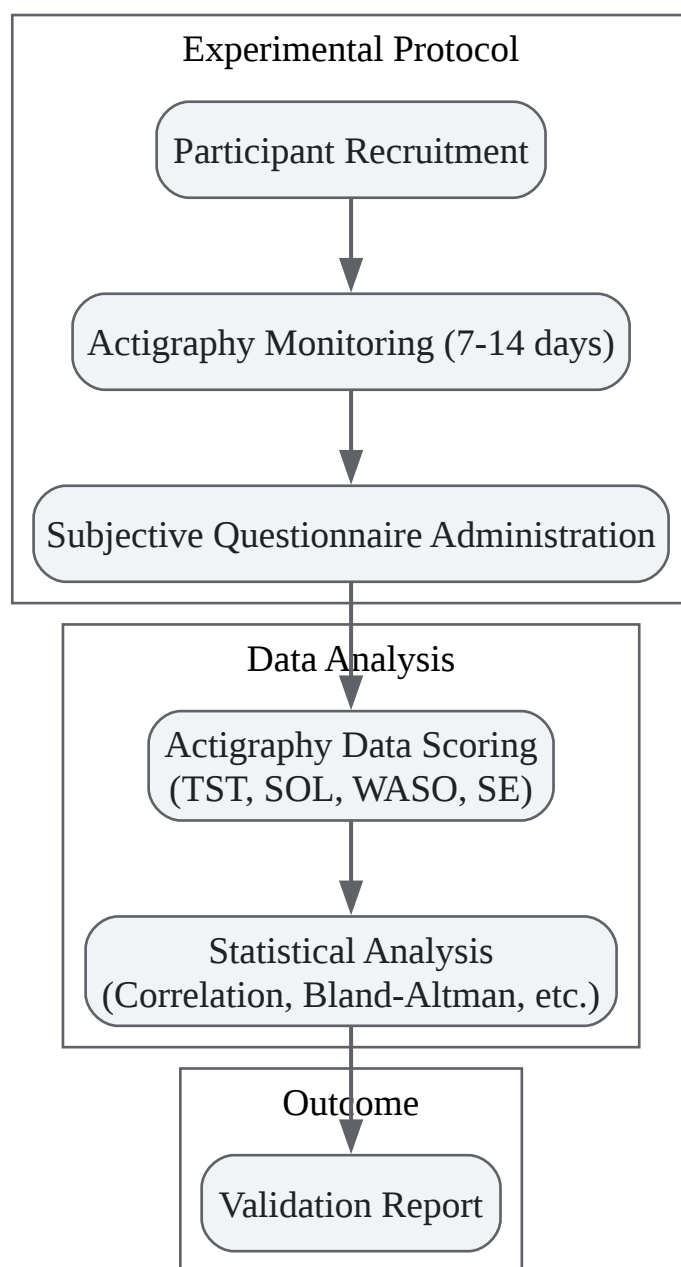 Experimental Protocol
Participant Recruitment
Actigraphy Monitoring (7-14 days)
Subjective Questionnaire Administration
Data Analysis
Actigraphy Data Scoring
(TST, SOL, WASO, SE)
Statistical Analysis
(Correlation, Bland-Altman, etc.)
Outcome
Validation Report